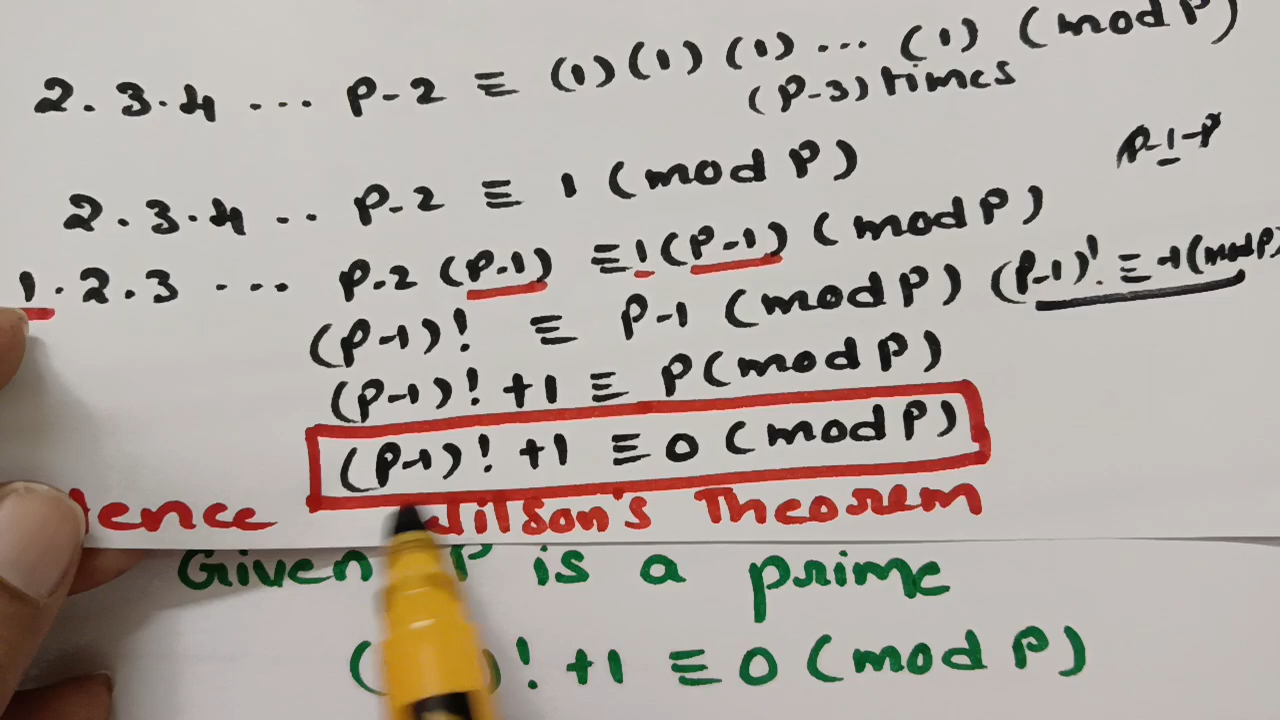 2.3.4 ... P-2 ≡ (1)(1)(1)... (1) (mod P)
(P-3) times
P-1-P
2.3.4 .. P-2 ≡ 1 (mod P)
1.2.3 ... P-2 (P-1) ≡ 1(P-1) (mod P)
(P-1)! ≡ P-1 (mod P) (P-1)! ≡ -1(mod P)
(P-1)! +1 ≡ P(mod P)
(P-1)! +1 ≡ 0 (mod P)
Hence Wilson's Theorem
Given P is a prime
( )! +1 ≡ 0 (mod P)